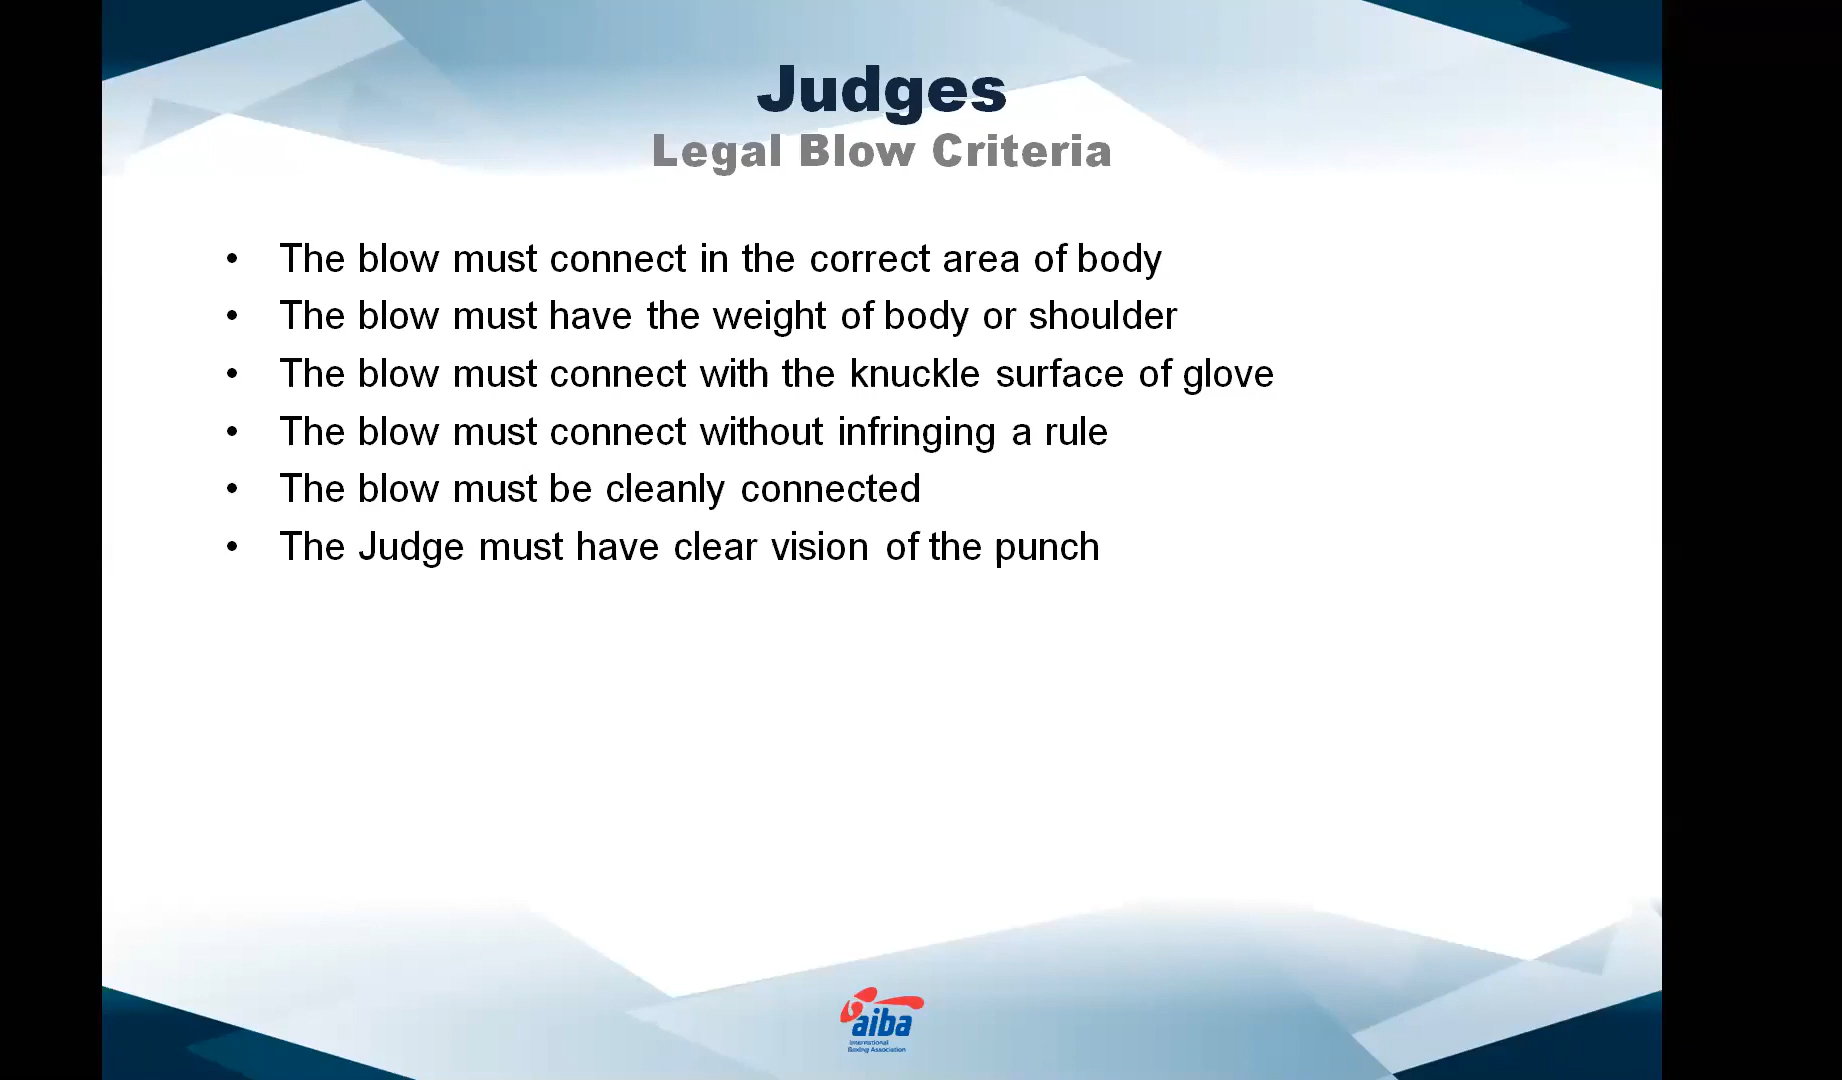 Judges
Legal Blow Criteria
• The blow must connect in the correct area of body
• The blow must have the weight of body or shoulder
• The blow must connect with the knuckle surface of glove
• The blow must connect without infringing a rule
• The blow must be cleanly connected
• The Judge must have clear vision of the punch
aiba
International
Boxing Association